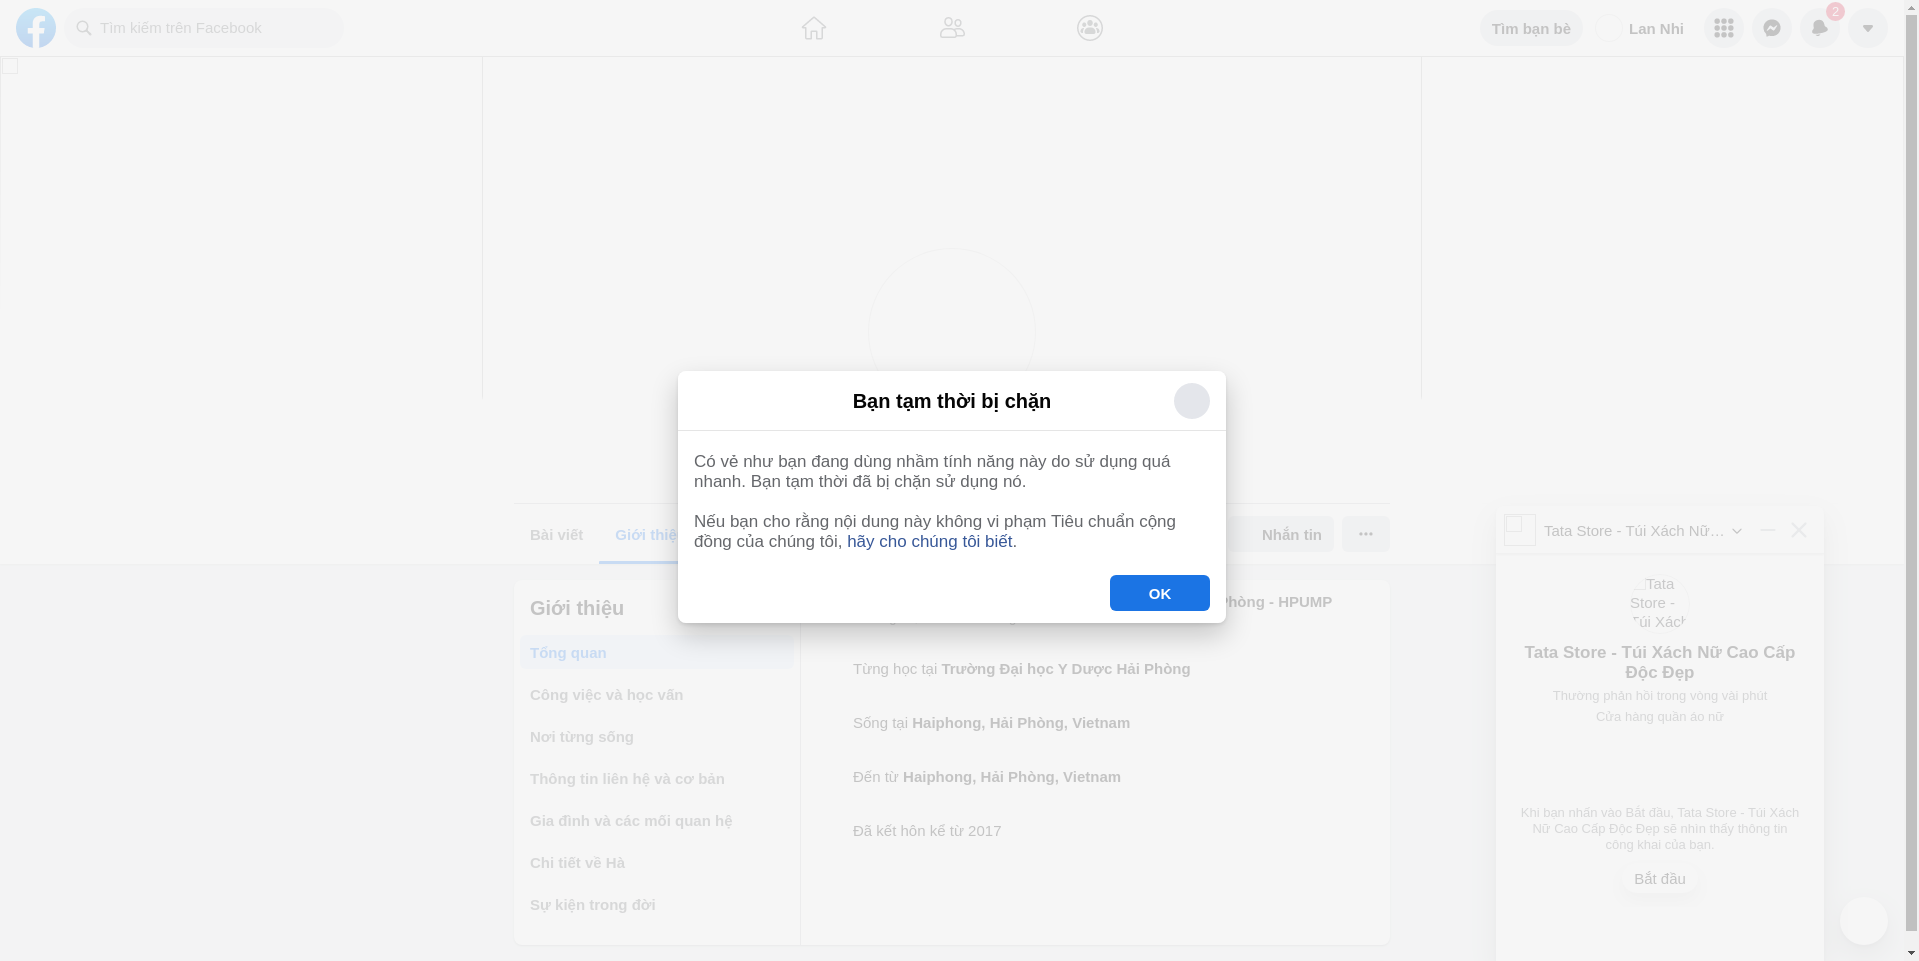 Tìm kiếm trên Facebook
Tìm bạn bè
Lan Nhi
2
Bạn tạm thời bị chặn
Có vẻ như bạn đang dùng nhầm tính năng này do sử dụng quá
nhanh. Bạn tạm thời đã bị chặn sử dụng nó.
Nếu bạn cho rằng nội dung này không vi phạm Tiêu chuẩn cộng
đồng của chúng tôi, hãy cho chúng tôi biết.
OK
Bài viết
Giới thiệu
Nhắn tin
Giới thiệu
Tổng quan
Công việc và học vấn
Nơi từng sống
Thông tin liên hệ và cơ bản
Gia đình và các mối quan hệ
Chi tiết về Hà
Sự kiện trong đời
Phòng - HPUMP
Từng học tại Trường Đại học Y Dược Hải Phòng
Sống tại Haiphong, Hải Phòng, Vietnam
Đến từ Haiphong, Hải Phòng, Vietnam
Đã kết hôn kể từ 2017
Tata Store - Túi Xách Nữ…
Tata
Store -
Túi Xách
Tata Store - Túi Xách Nữ Cao Cấp
Độc Đẹp
Thường phản hồi trong vòng vài phút
Cửa hàng quần áo nữ
Khi bạn nhấn vào Bắt đầu, Tata Store - Túi Xách
Nữ Cao Cấp Độc Đẹp sẽ nhìn thấy thông tin
công khai của bạn.
Bắt đầu